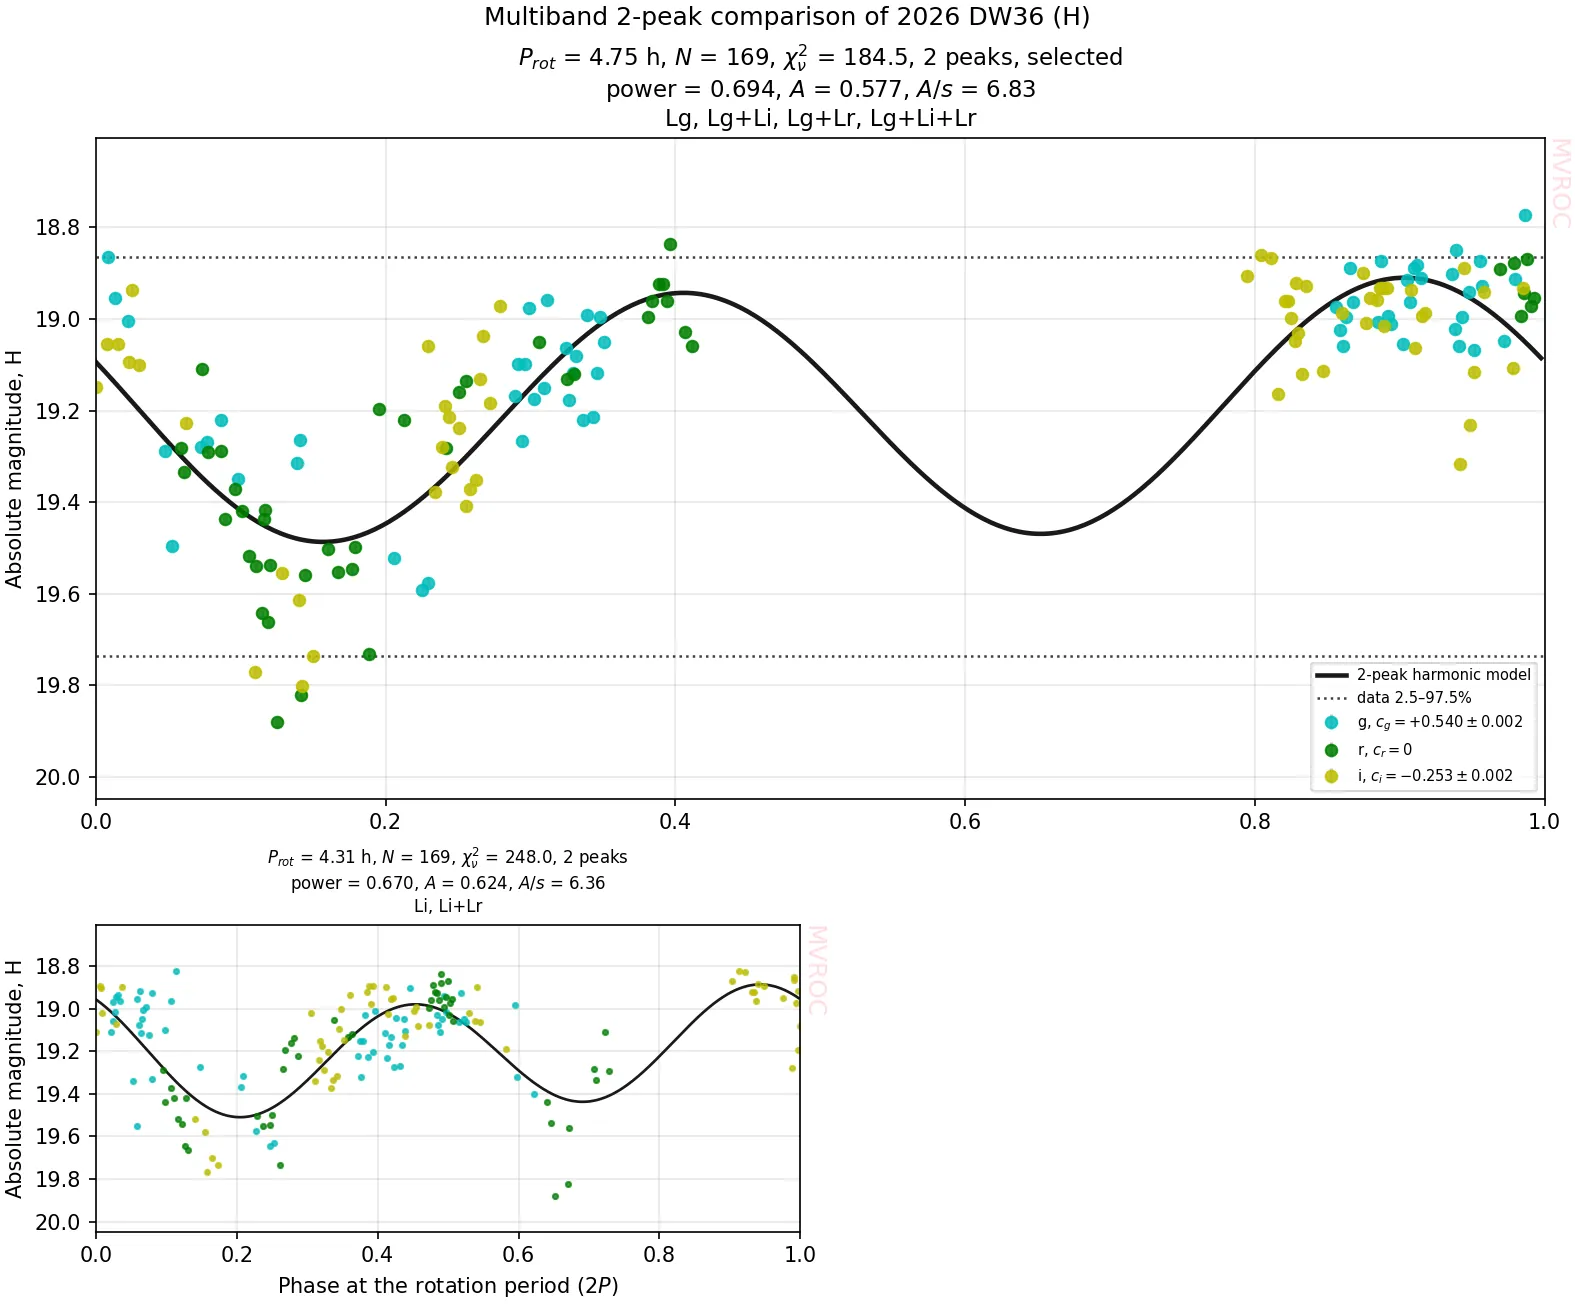 Multiband 2-peak comparison of 2026 DW36 (H)
P_rot = 4.75 h, N = 169, χ²_ν = 184.5, 2 peaks, selected
power = 0.694, A = 0.577, A/s = 6.83
Lg, Lg+Li, Lg+Lr, Lg+Li+Lr
MVROC
Absolute magnitude, H
18.8
19.0
19.2
19.4
19.6
19.8
20.0
2-peak harmonic model
data 2.5–97.5%
g, c_g = +0.540 ± 0.002
r, c_r = 0
i, c_i = −0.253 ± 0.002
0.0 0.2 0.4 0.6 0.8 1.0
P_rot = 4.31 h, N = 169, χ²_ν = 248.0, 2 peaks
power = 0.670, A = 0.624, A/s = 6.36
Li, Li+Lr
MVROC
Absolute magnitude, H
18.8
19.0
19.2
19.4
19.6
19.8
20.0
0.0 0.2 0.4 0.6 0.8 1.0
Phase at the rotation period (2P)